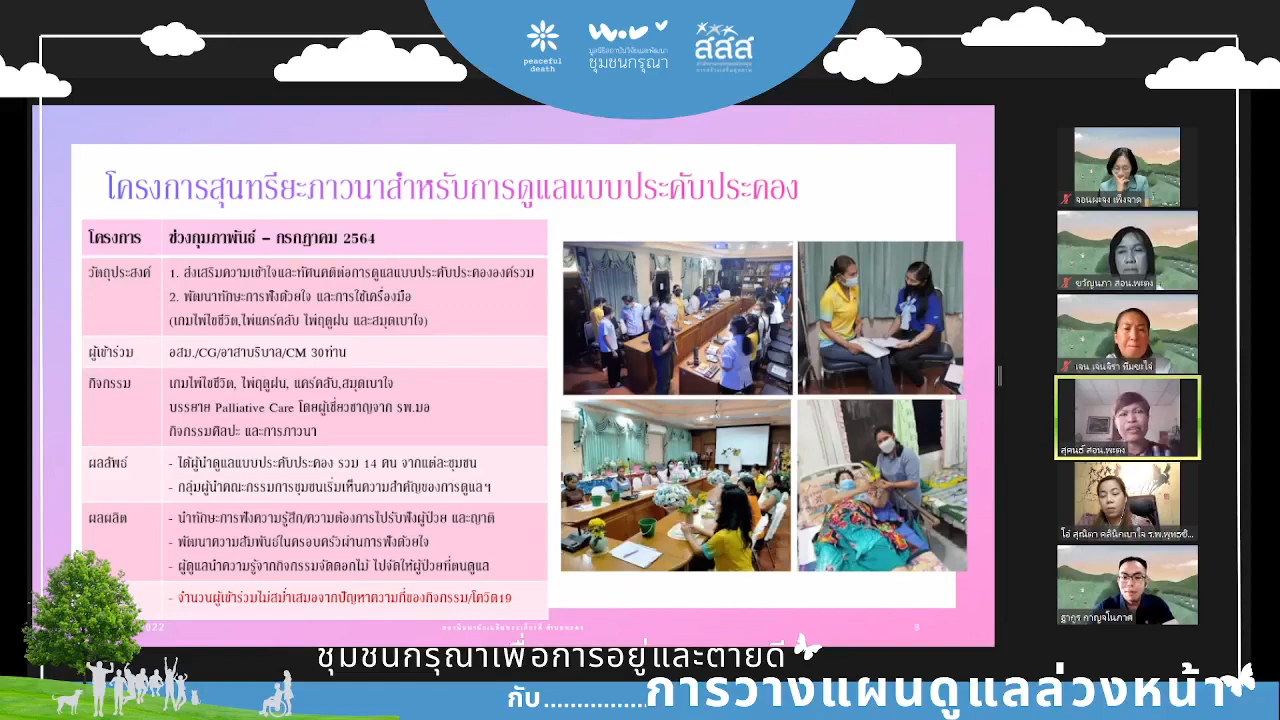 peaceful
death
มูลนิธิสถาบันวิจัยและพัฒนา
ชุมชนกรุณา
สสส
โครงการสุนทรียะภาวนาสำหรับการดูแลแบบประคับประคอง
โครงการ ช่วงกุมภาพันธ์ – กรกฎาคม 2564
วัตถุประสงค์ 1. ส่งเสริมความเข้าใจและทัศนคติต่อการดูแลแบบประคับประคององค์รวม
2. พัฒนาทักษะการฟังด้วยใจ และการใช้เครื่องมือ
(เกมไพ่ไขชีวิต,ไพ่แคร์คลับ ไพ่ฤดูฝน และสมุดเบาใจ)
ผู้เข้าร่วม อสม./CG/อาสาบริบาล/CM 30ท่าน
กิจกรรม เกมไพ่ไขชีวิต, ไพ่ฤดูฝน, แคร์คลับ,สมุดเบาใจ
บรรยาย Palliative Care โดยผู้เชี่ยวชาญจาก รพ.มอ
กิจกรรมศิลปะ และการภาวนา
ผลลัพธ์ - ได้ผู้นำดูแลแบบประคับประคอง รวม 14 คน จากแต่ละชุมชน
- กลุ่มผู้นำคณะกรรมการชุมชนเริ่มเห็นความสำคัญของการดูแลฯ
ผลผลิต - นำทักษะการฟังความรู้สึก/ความต้องการไปรับฟังผู้ป่วย และญาติ
- พัฒนาความสัมพันธ์ในครอบครัวผ่านการฟังด้วยใจ
- ผู้ดูแลนำความรู้จากกิจกรรมจัดดอกไม้ ไปจัดให้ผู้ป่วยที่ตนดูแล
- จำนวนผู้เข้าร่วมไม่สม่ำเสมอจากปัญหาความถี่ของกิจกรรม/โควิด19
8
จอนผะจง เพ็งจาด
ขวัญนภา สอน.พะตง
เจน เจนจิรา ทีมขะไจ๋
สุคนธ์ สอน.พะตง
โอ๋ สุณิตา คลินิกเบาใจ ร.พ.พุทธชิ...
ฐากูร กาญจโนภาศ
ชุมชนกรุณาเพื่อการอยู่และตายดี
กับ................การวางแผนดูแลล่วงหน้า